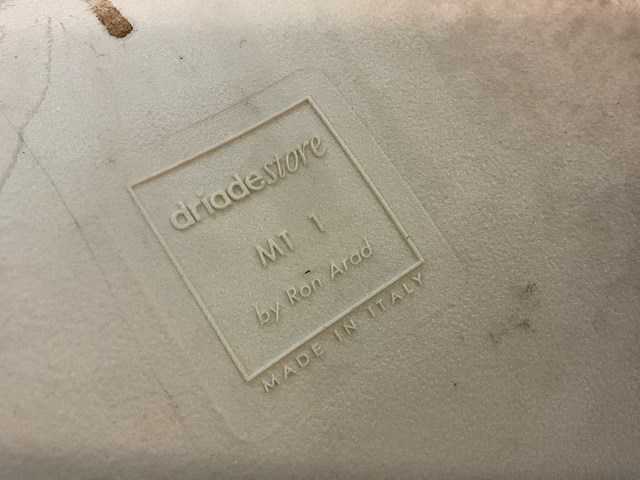 driadestore
MT 1
by Ron Arad
MADE IN ITALY